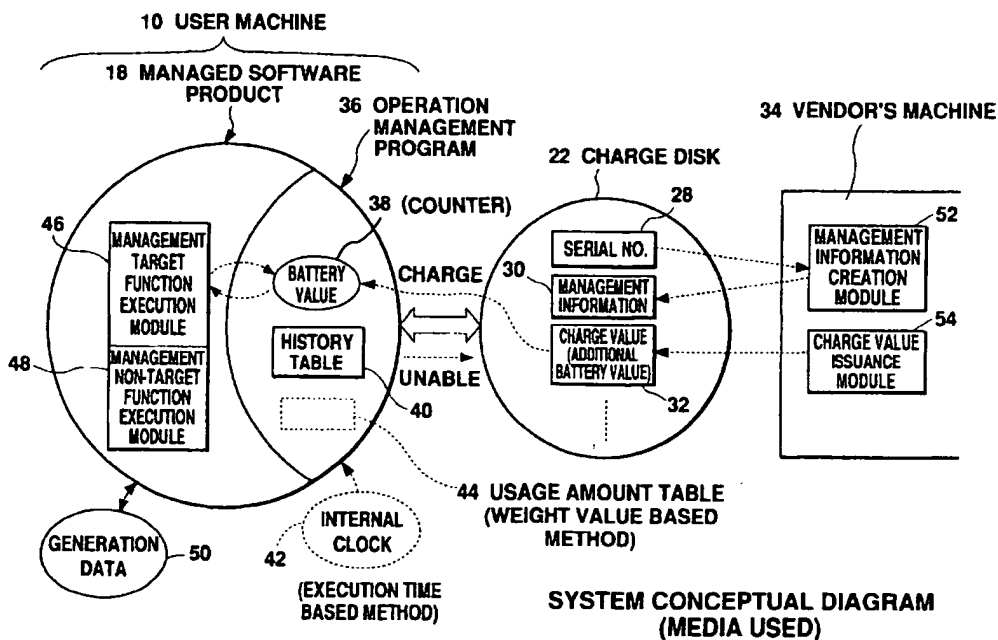 10 USER MACHINE
18 MANAGED SOFTWARE
PRODUCT
36 OPERATION
MANAGEMENT
PROGRAM
34 VENDOR'S MACHINE
22 CHARGE DISK
38 (COUNTER)
46
MANAGEMENT
TARGET
FUNCTION
EXECUTION
MODULE
48
MANAGEMENT
NON-TARGET
FUNCTION
EXECUTION
MODULE
BATTERY
VALUE
HISTORY
TABLE
40
CHARGE
UNABLE
28
SERIAL NO.
30
MANAGEMENT
INFORMATION
CHARGE VALUE
(ADDITIONAL
BATTERY VALUE)
32
52
MANAGEMENT
INFORMATION
CREATION
MODULE
54
CHARGE VALUE
ISSUANCE
MODULE
44 USAGE AMOUNT TABLE
(WEIGHT VALUE BASED
METHOD)
GENERATION
DATA
50
42
INTERNAL
CLOCK
(EXECUTION TIME
BASED METHOD)
SYSTEM CONCEPTUAL DIAGRAM
(MEDIA USED)